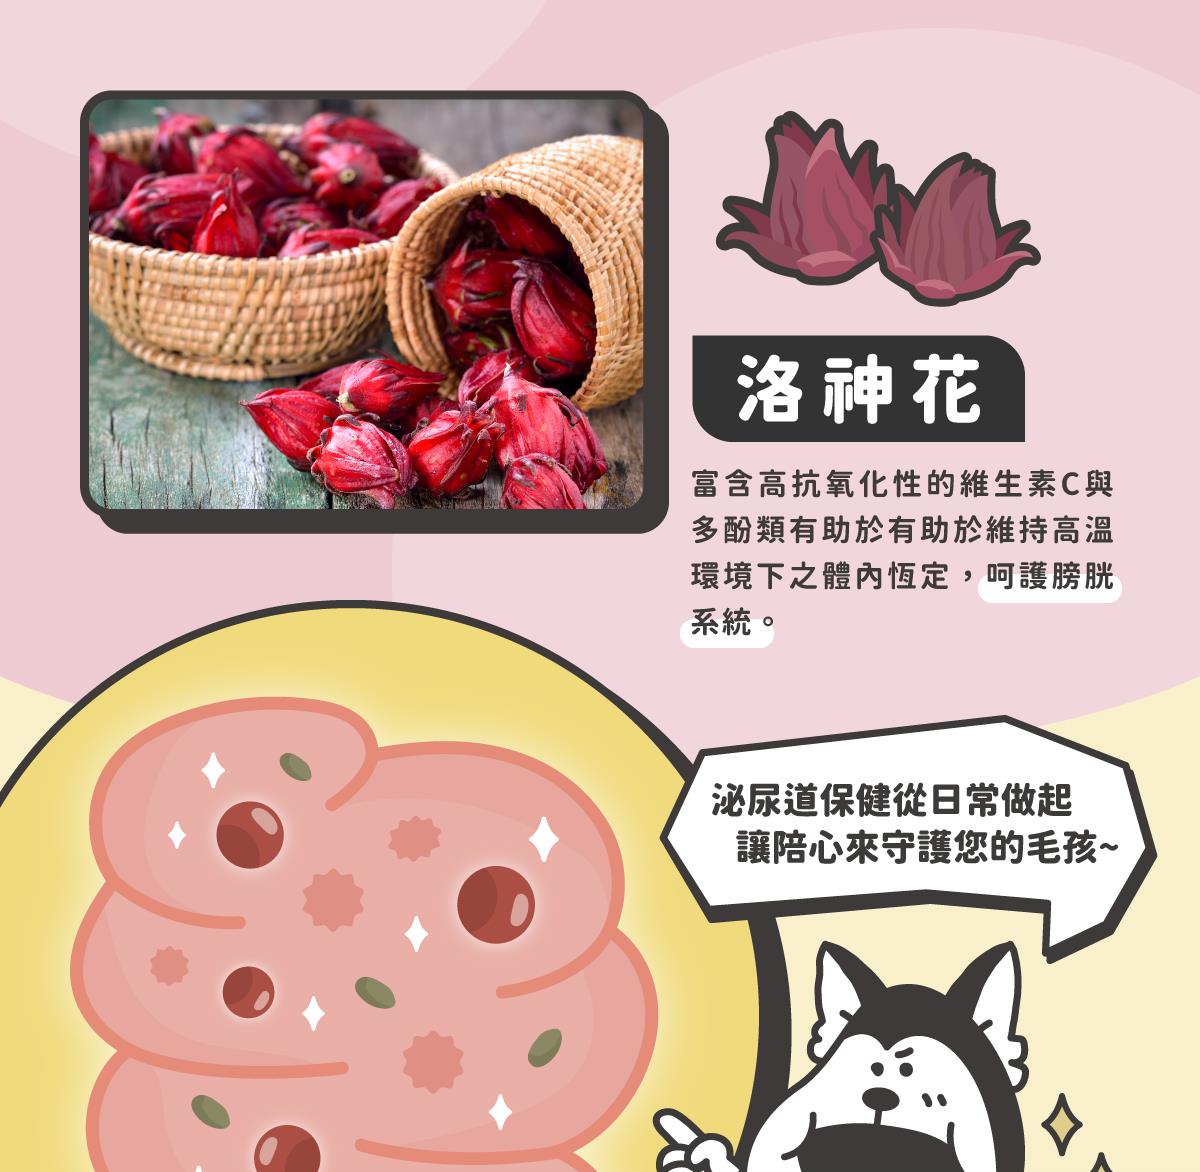 洛神花
富含高抗氧化性的維生素C與
多酚類有助於有助於維持高溫
環境下之體內恆定，呵護膀胱
系統。
泌尿道保健從日常做起
讓陪心來守護您的毛孩~